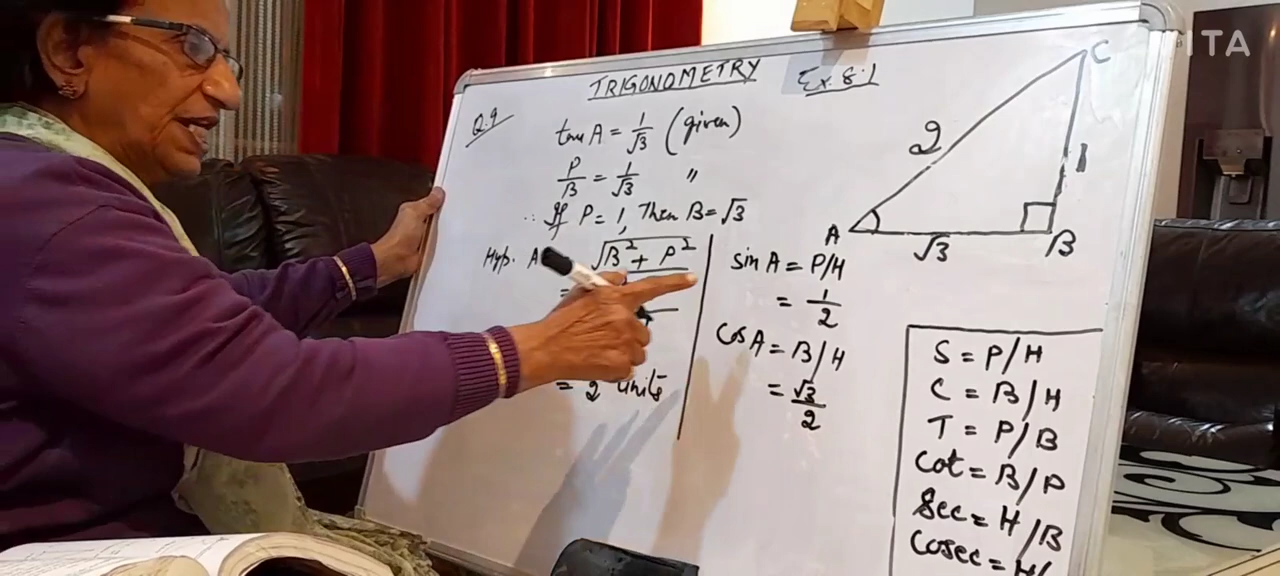 ITA
TRIGONOMETRY Ex. 8.1
Q.9
tan A = 1/√3 (given)
P/B = 1/√3 "
∴ If P = 1, Then B = √3
Hyp. A √B² + P²
=
= 2 units
sin A = P/H
= 1/2
Cos A = B/H
= √3/2
C
2
1
A
√3
B
S = P/H
C = B/H
T = P/B
Cot = B/P
Sec = H/B
Cosec = H/